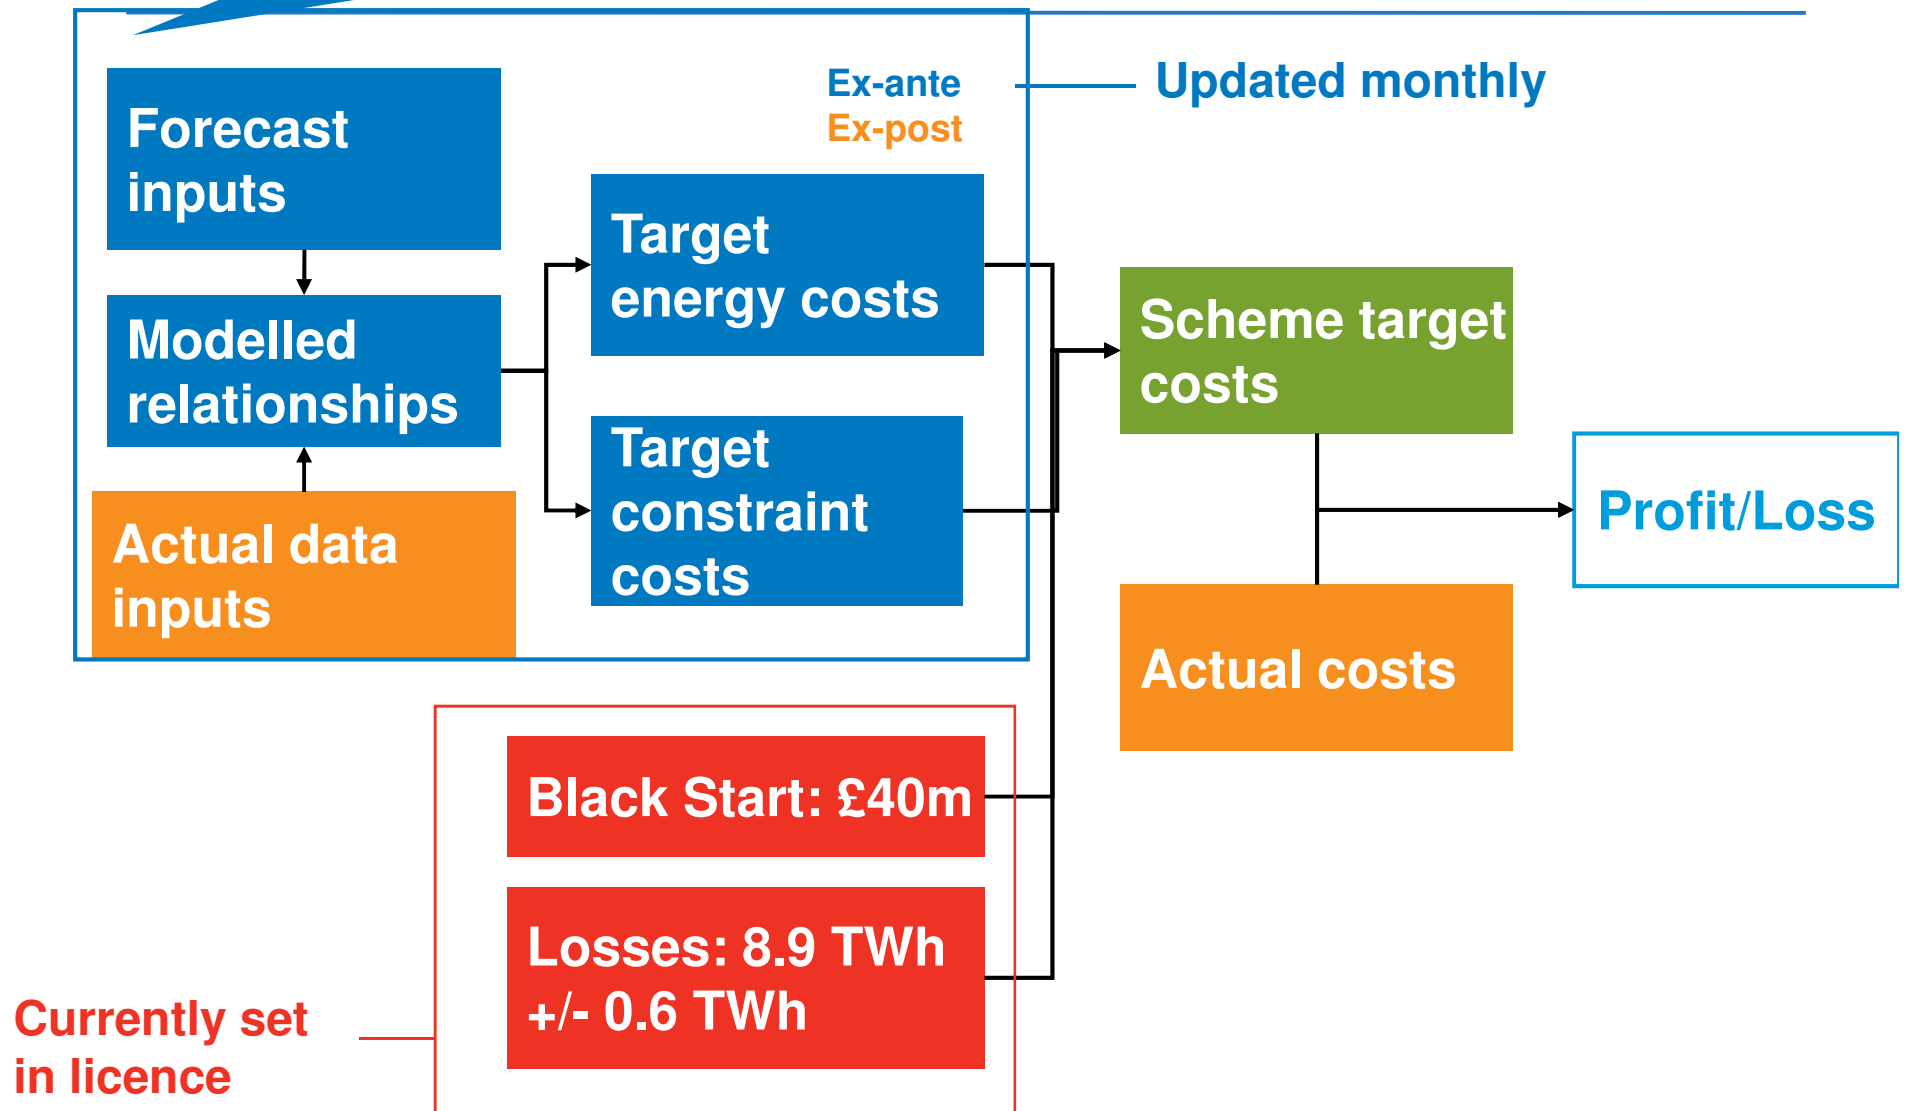 Ex-ante
Ex-post
Updated monthly
Forecast
inputs
Modelled
relationships
Actual data
inputs
Target
energy costs
Target
constraint
costs
Scheme target
costs
Profit/Loss
Actual costs
Black Start: £40m
Losses: 8.9 TWh
+/- 0.6 TWh
Currently set
in licence